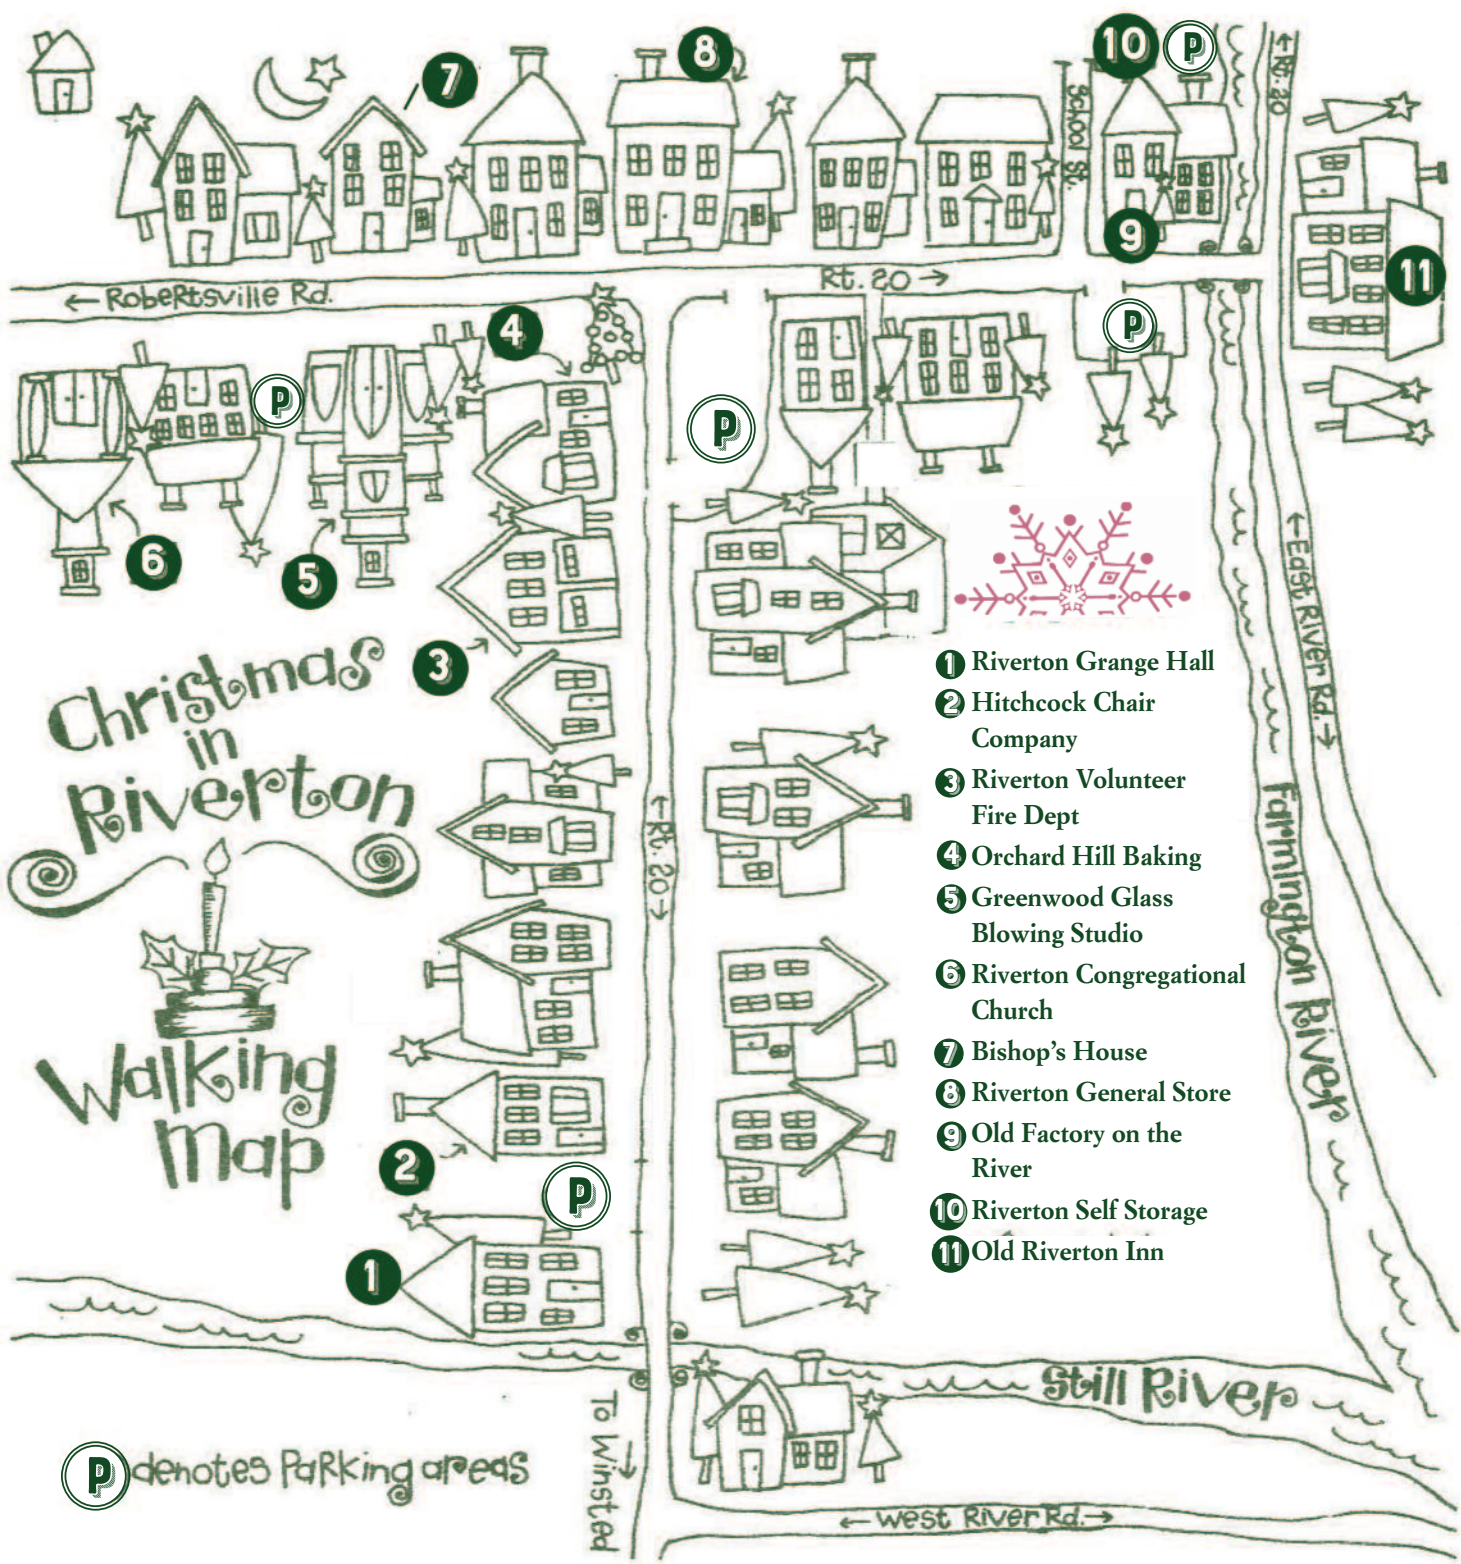 10 P
8
7
← Rt. 20
School St.
9
11
Rt. 20 →
← Robertsville Rd.
4
P
P
P
6
5
← East River Rd. →
3
Christmas
in
Riverton
Walking
Map
← Rt. 20 →
1 Riverton Grange Hall
2 Hitchcock Chair
Company
3 Riverton Volunteer
Fire Dept
4 Orchard Hill Baking
5 Greenwood Glass
Blowing Studio
6 Riverton Congregational
Church
7 Bishop's House
8 Riverton General Store
9 Old Factory on the
River
10 Riverton Self Storage
11 Old Riverton Inn
Farmington River
2
P
1
Still River
To Winsted →
P denotes Parking areas
← West River Rd. →